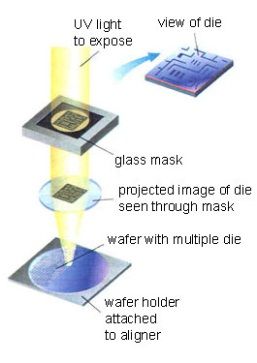 UV light
to expose
view of die
glass mask
projected image of die
seen through mask
wafer with multiple die
wafer holder
attached
to aligner